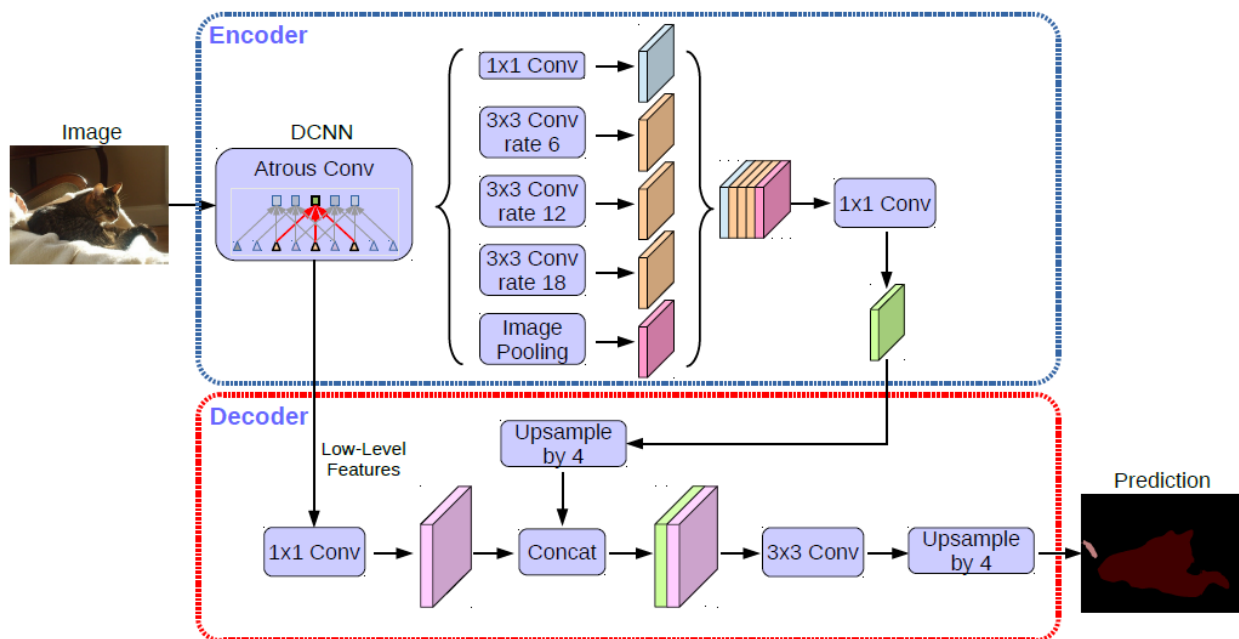 Encoder
1x1 Conv
Image
DCNN
3x3 Conv
rate 6
Atrous Conv
3x3 Conv
rate 12
1x1 Conv
3x3 Conv
rate 18
Image
Pooling
Decoder
Upsample
by 4
Low-Level
Features
Prediction
1x1 Conv
Concat
3x3 Conv
Upsample
by 4